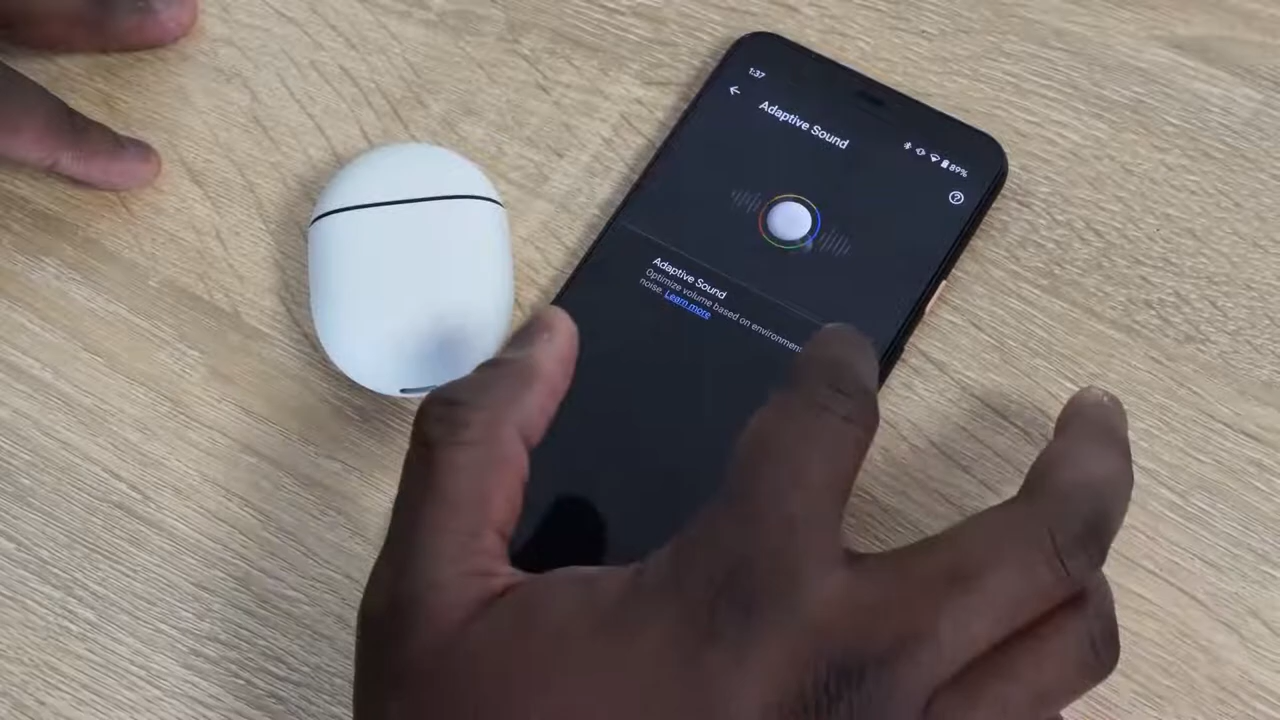 1:37
89%
Adaptive Sound
Adaptive Sound
Optimize volume based on environment
noise. Learn more